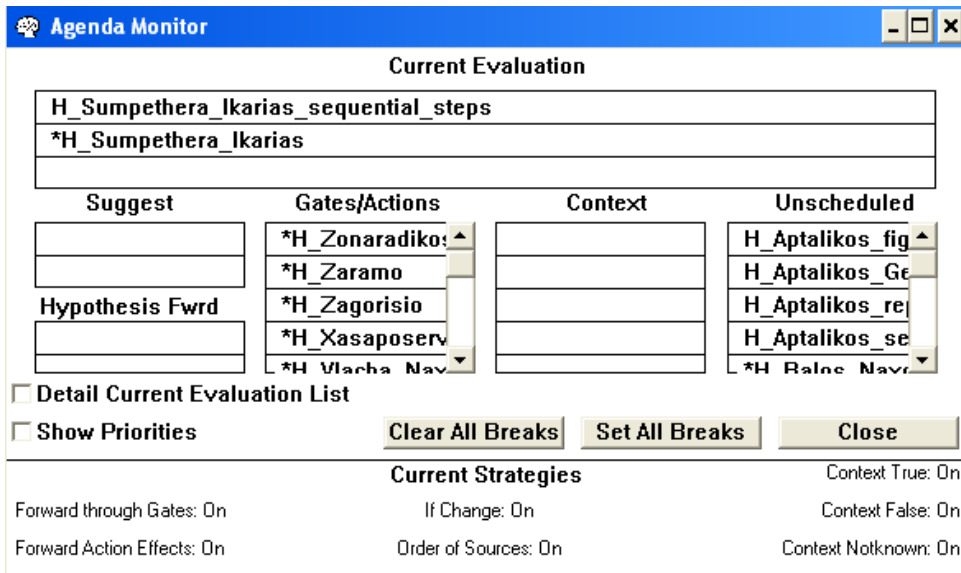 Agenda Monitor
Current Evaluation
H_Sumpethera_Ikarias_sequential_steps
*H_Sumpethera_Ikarias
Suggest Gates/Actions Context Unscheduled
*H_Zonaradikos H_Aptalikos_fig
*H_Zaramo H_Aptalikos_Ge
Hypothesis Fwrd *H_Zagorisio H_Aptalikos_rep
*H_Xasaposerv H_Aptalikos_se
*H_Vlacha_Nax *H_Balos_Naxo
Detail Current Evaluation List
Show Priorities Clear All Breaks Set All Breaks Close
Current Strategies Context True: On
Forward through Gates: On If Change: On Context False: On
Forward Action Effects: On Order of Sources: On Context Notknown: On